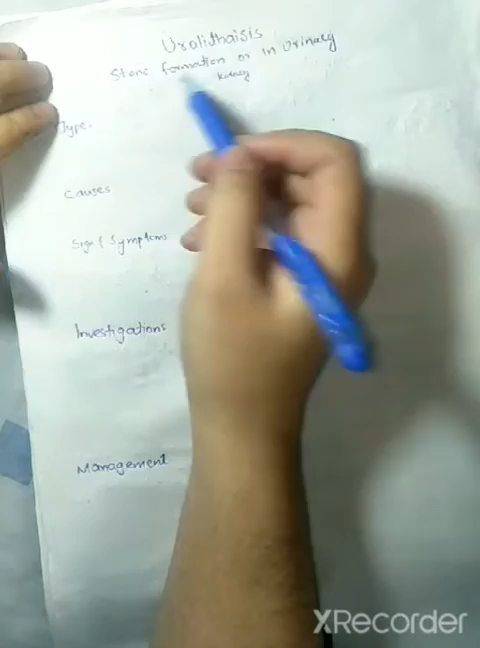 Urolithaisis
Stone formation or in Urinary
Kidney
Type.
Causes
Sign & Symptoms
Investigations
Management
XRecorder